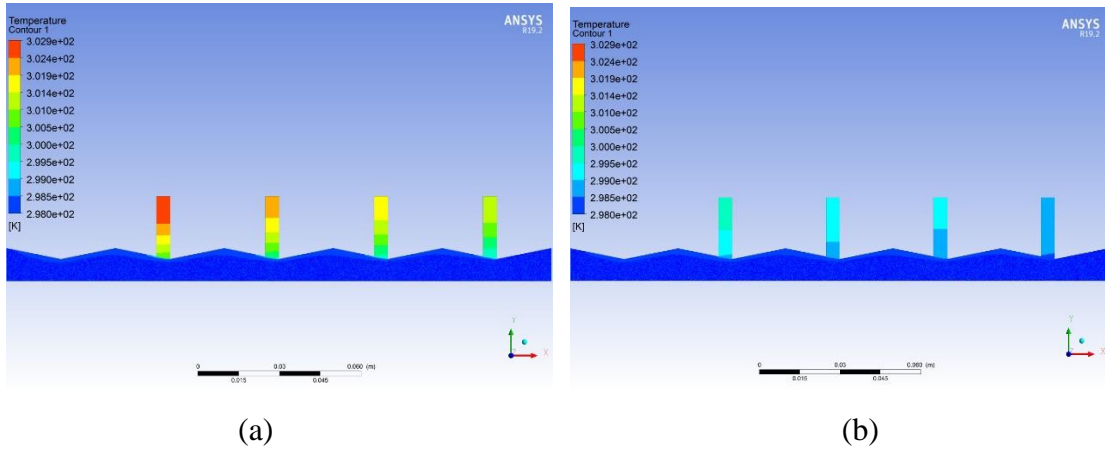 Temperature
Contour 1
3.029e+02
3.024e+02
3.019e+02
3.014e+02
3.010e+02
3.005e+02
3.000e+02
2.995e+02
2.990e+02
2.985e+02
2.980e+02
[K]
ANSYS
R19.2
Y
X
0
0.03
0.060 (m)
0.015
0.045
(a)
Temperature
Contour 1
3.029e+02
3.024e+02
3.019e+02
3.014e+02
3.010e+02
3.005e+02
3.000e+02
2.995e+02
2.990e+02
2.985e+02
2.980e+02
[K]
ANSYS
R19.2
Y
X
0
0.03
0.060 (m)
0.015
0.045
(b)